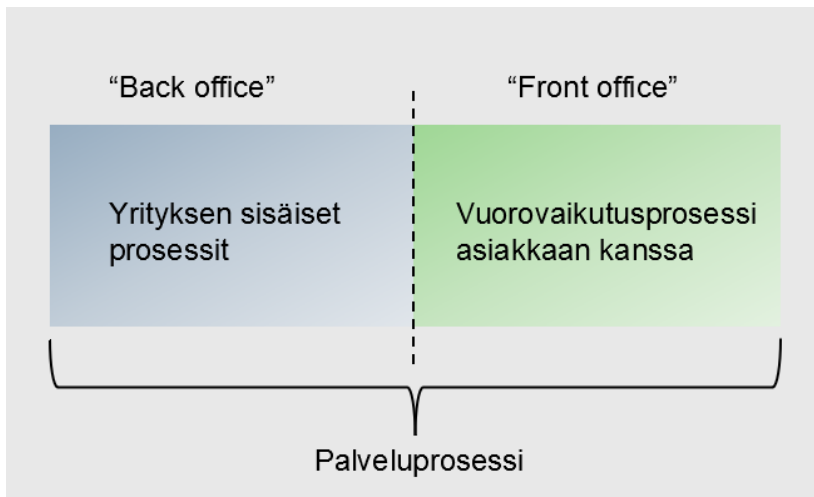 “Back office”
“Front office”
Yrityksen sisäiset
prosessit
Vuorovaikutusprosessi
asiakkaan kanssa
Palveluprosessi